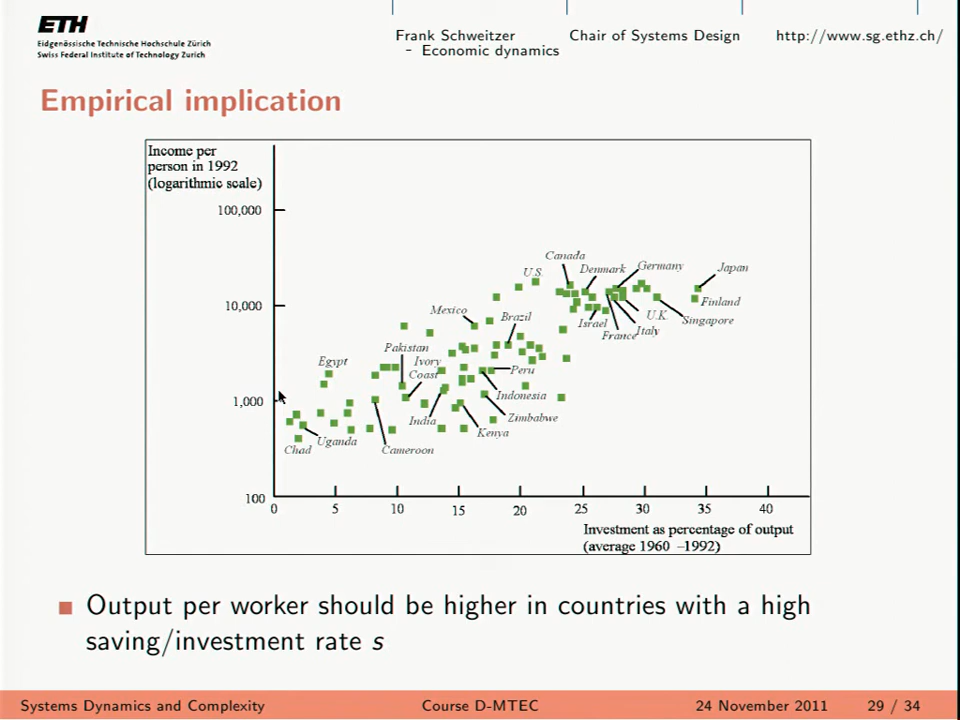 ETH
Eidgenössische Technische Hochschule Zürich
Swiss Federal Institute of Technology Zurich
Frank Schweitzer
- Economic dynamics
Chair of Systems Design
http://www.sg.ethz.ch/
Empirical implication
Income per
person in 1992
(logarithmic scale)
100,000
10,000
1,000
100
Canada
U.S.
Denmark
Germany
Japan
Finland
Singapore
U.K.
Italy
France
Israel
Mexico
Brazil
Pakistan
Ivory
Coast
Egypt
Peru
Indonesia
Zimbabwe
India
Kenya
Uganda
Chad
Cameroon
0 5 10 15 20 25 30 35 40
Investment as percentage of output
(average 1960 –1992)
Output per worker should be higher in countries with a high
saving/investment rate s
Systems Dynamics and Complexity
Course D-MTEC
24 November 2011
29 / 34